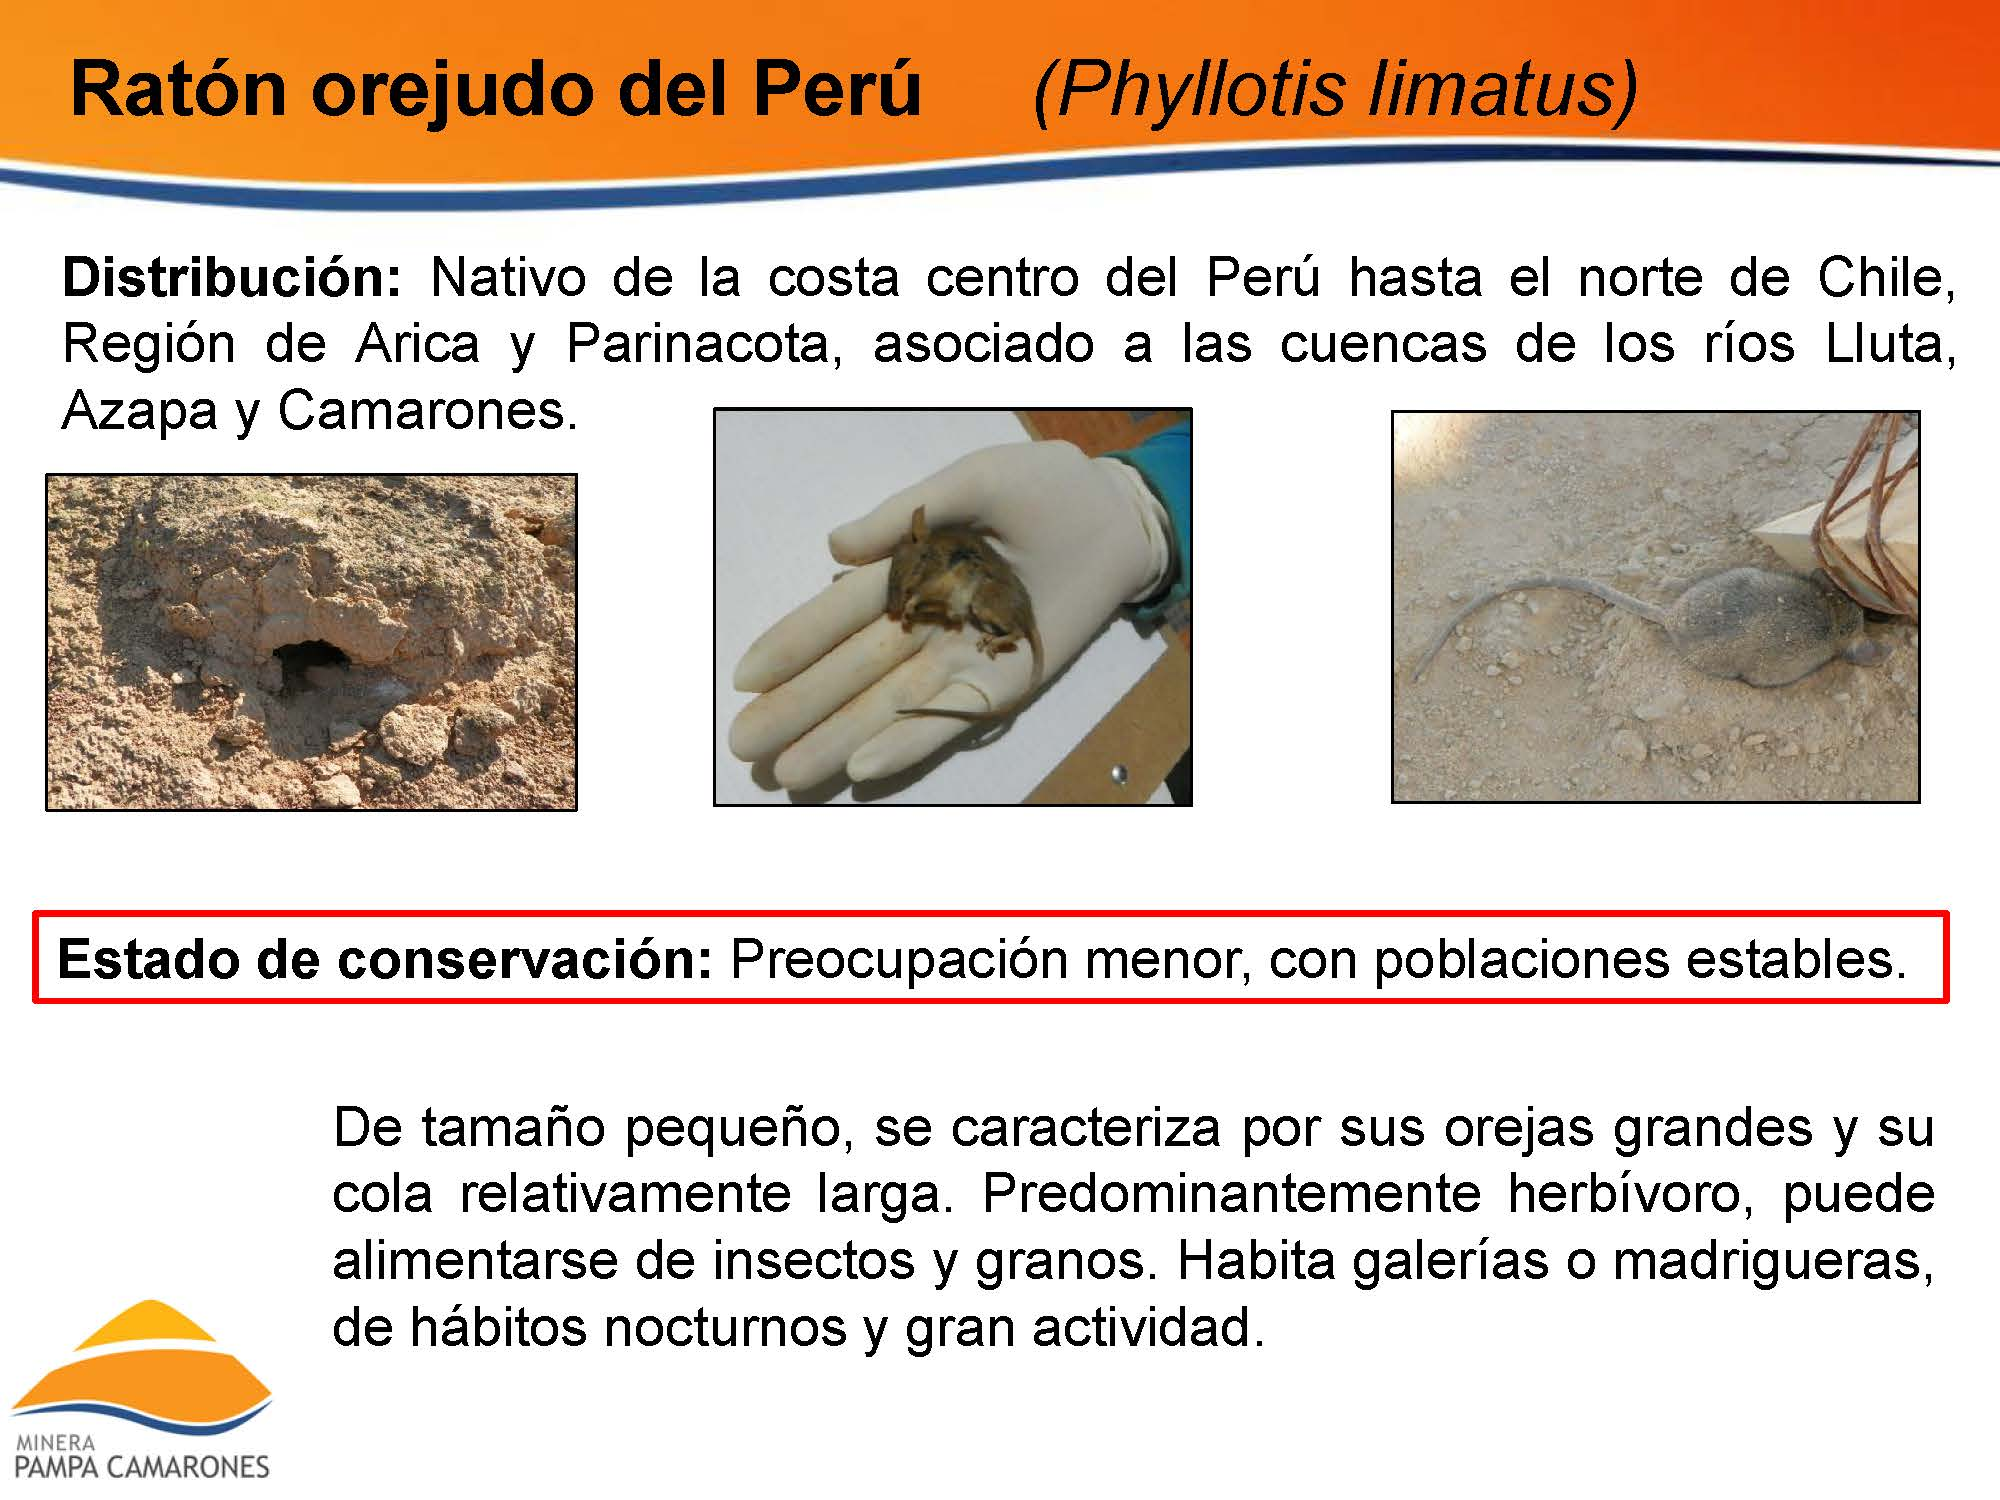 Ratón orejudo del Perú (Phyllotis limatus)
Distribución: Nativo de la costa centro del Perú hasta el norte de Chile,
Región de Arica y Parinacota, asociado a las cuencas de los ríos Lluta,
Azapa y Camarones.
Estado de conservación: Preocupación menor, con poblaciones estables.
De tamaño pequeño, se caracteriza por sus orejas grandes y su
cola relativamente larga. Predominantemente herbívoro, puede
alimentarse de insectos y granos. Habita galerías o madrigueras,
de hábitos nocturnos y gran actividad.
MINERA
PAMPA CAMARONES